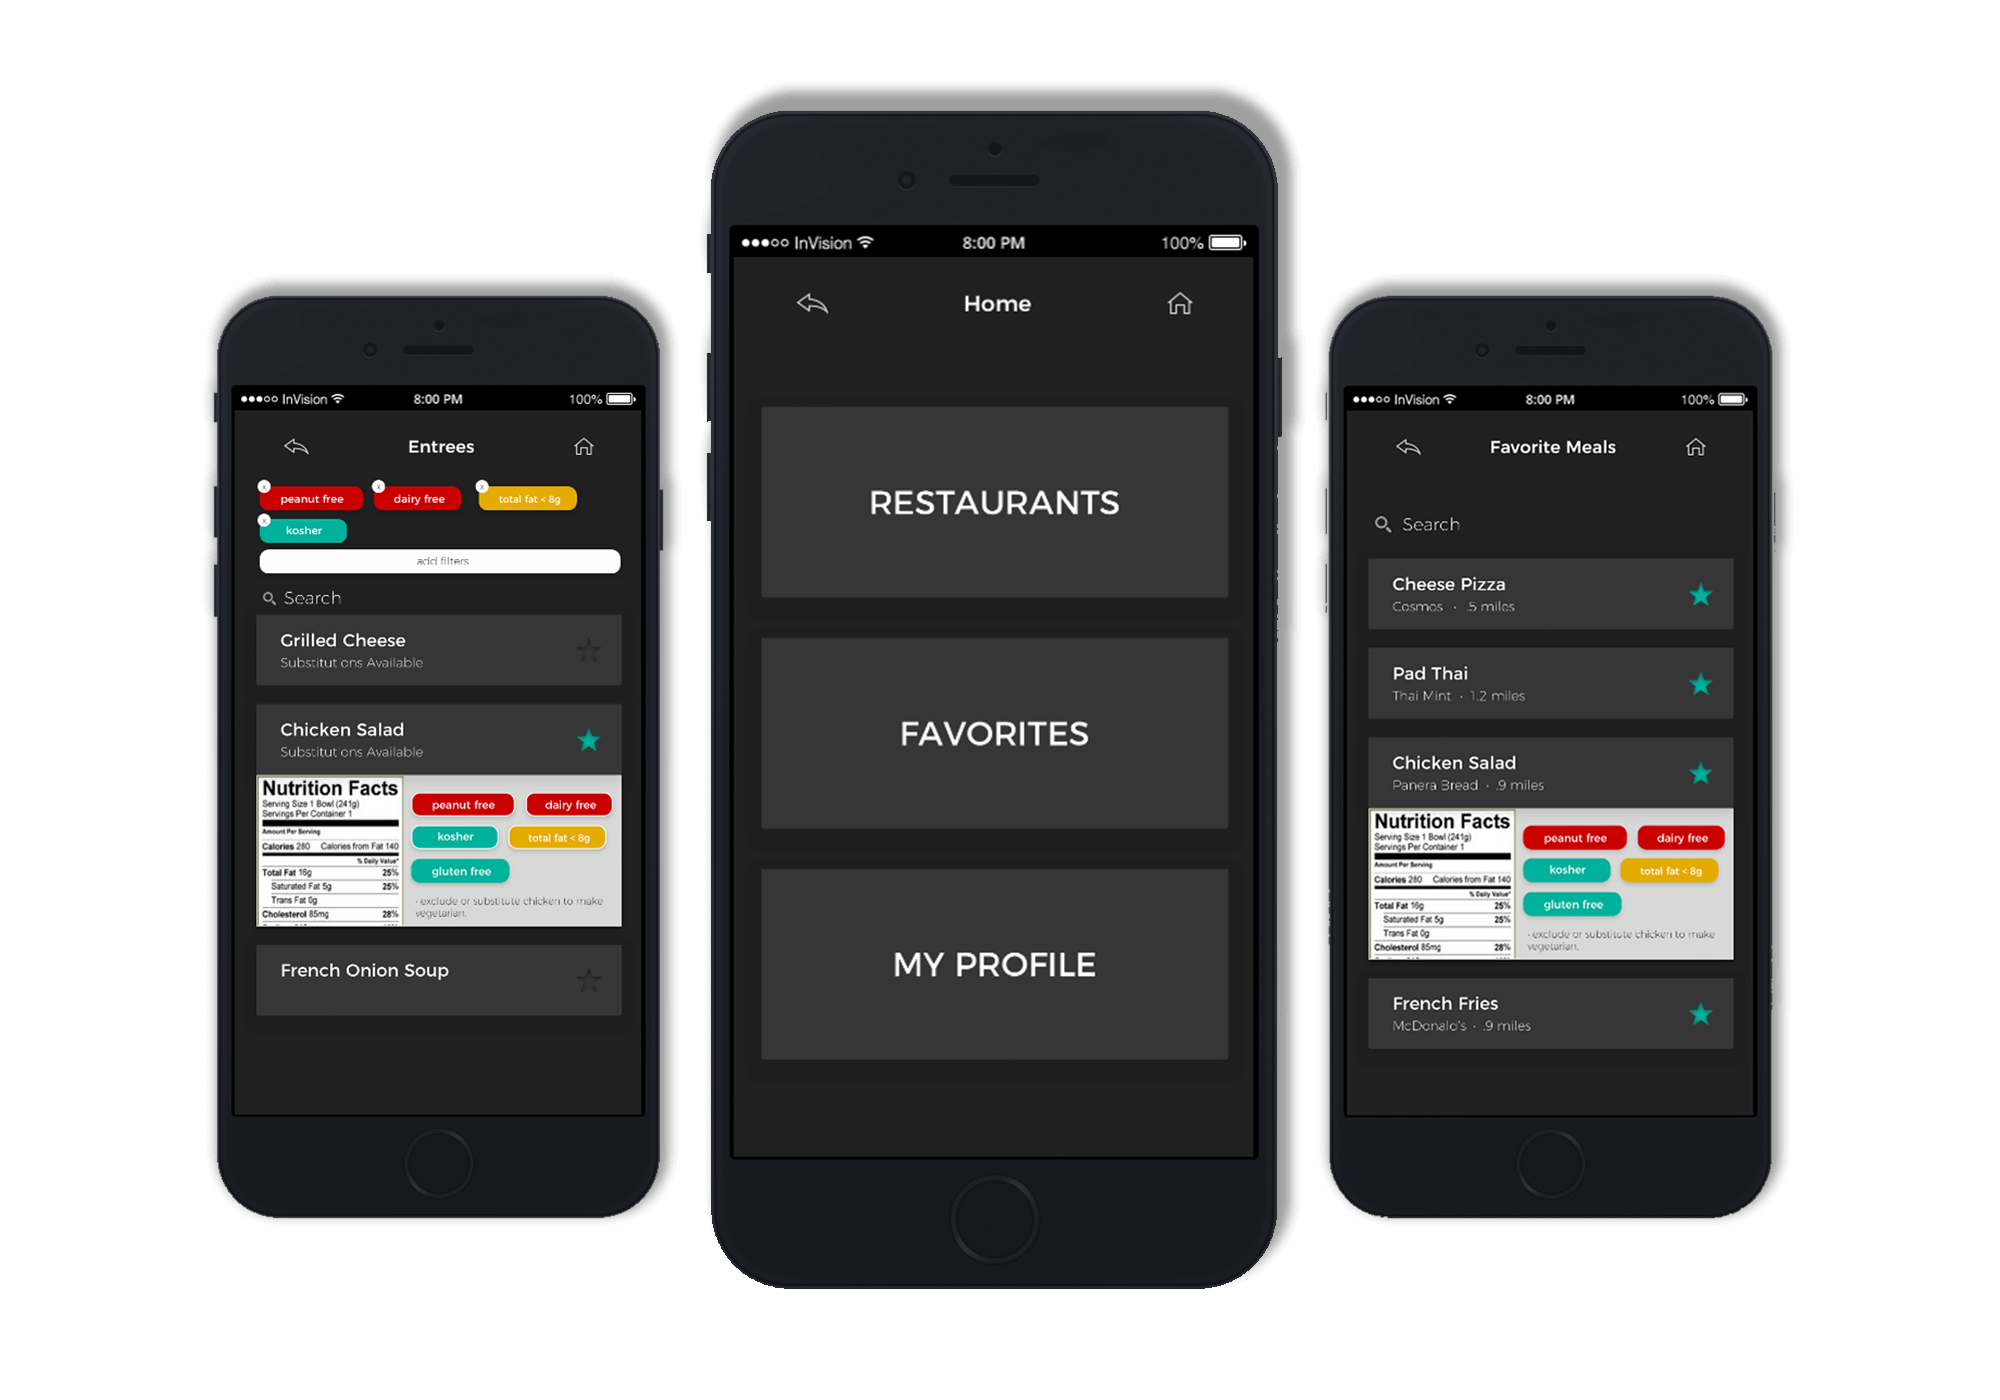 InVision 8:00 PM 100%
Entrees
x peanut free x dairy free x total fat < 8g
x kosher
add filters
Search
Grilled Cheese
Substitut ons Available
Chicken Salad
Substitut ons Available
Nutrition Facts
Serving Size 1 Bowl (241g)
Servings Per Container 1
Amount Per Serving
Calories 280 Calories from Fat 140
% Daily Value*
Total Fat 16g 25%
Saturated Fat 5g 25%
Trans Fat 0g
Cholesterol 85mg 28%
peanut free dairy free
kosher total fat < 8g
gluten free
- exclude or substitute chicken to make
vegetarian.
French Onion Soup
InVision 8:00 PM 100%
Home
RESTAURANTS
FAVORITES
MY PROFILE
InVision 8:00 PM 100%
Favorite Meals
Search
Cheese Pizza
Cosmos · .5 miles
Pad Thai
Thai Mint · 1.2 miles
Chicken Salad
Panera Bread · .9 miles
Nutrition Facts
Serving Size 1 Bowl (241g)
Servings Per Container 1
Amount Per Serving
Calories 280 Calories from Fat 140
% Daily Value*
Total Fat 16g 25%
Saturated Fat 5g 25%
Trans Fat 0g
Cholesterol 85mg 28%
peanut free dairy free
kosher total fat < 8g
gluten free
- exclude or substitute chicken to make
vegetarian.
French Fries
McDonald's · .9 miles